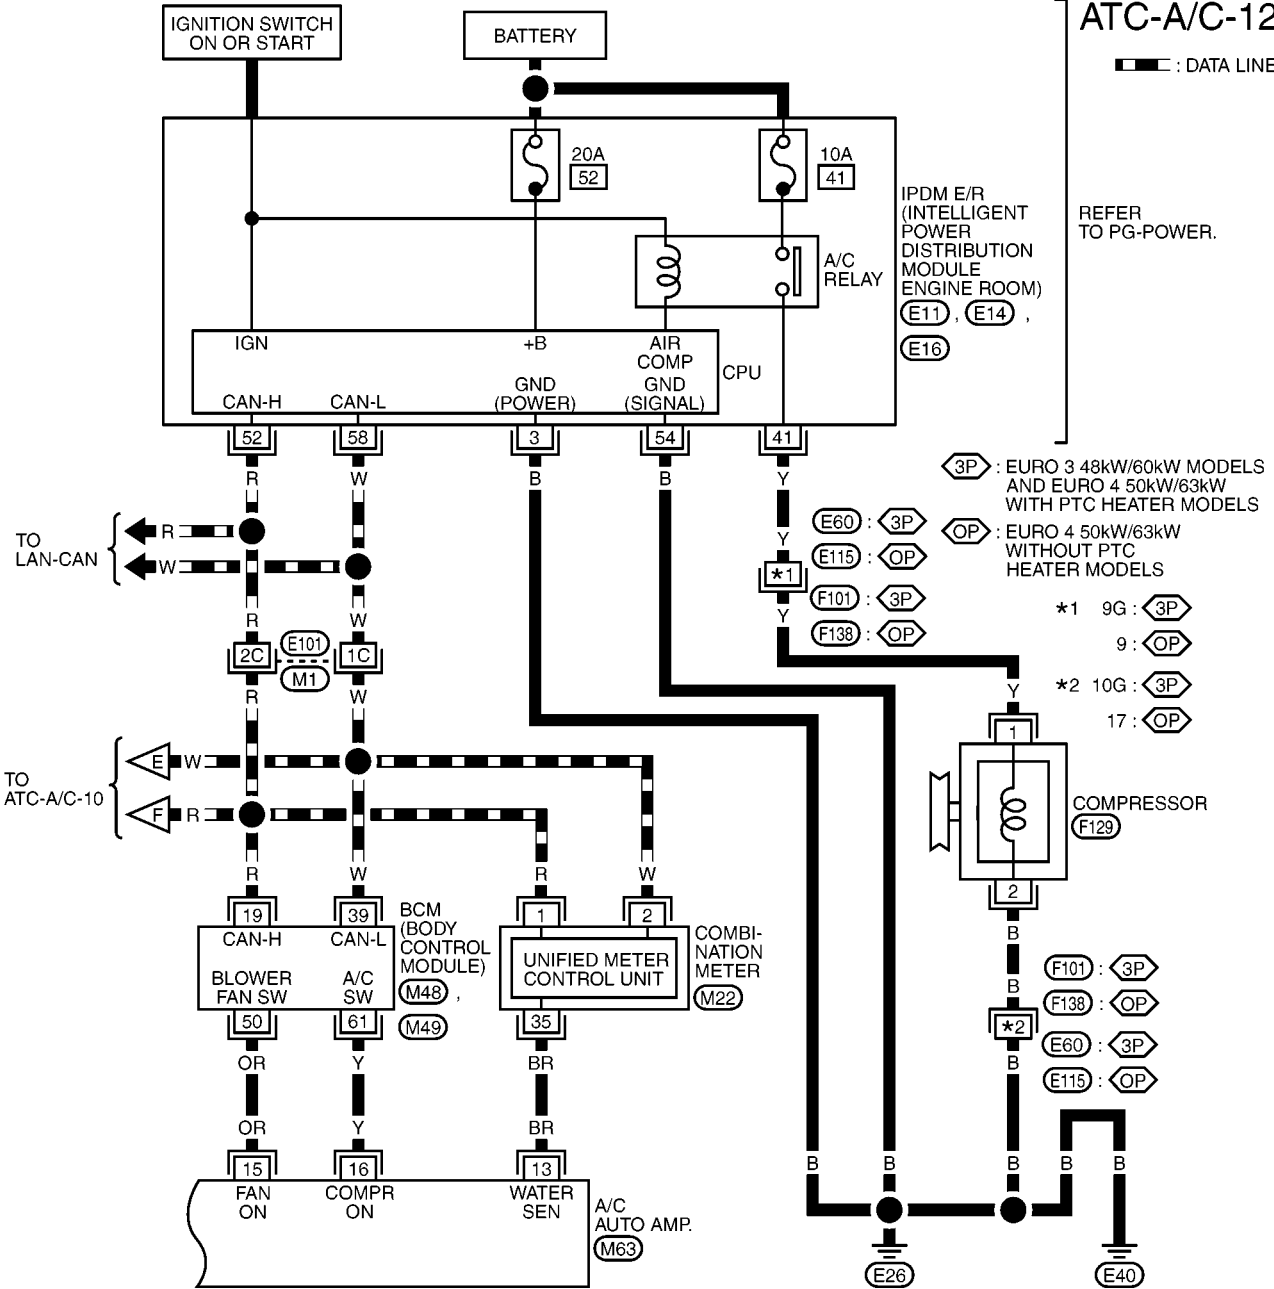 IGNITION SWITCH
ON OR START
BATTERY
ATC-A/C-12
: DATA LINE
20A
52
10A
41
IPDM E/R
(INTELLIGENT
POWER
DISTRIBUTION
MODULE
ENGINE ROOM)
E11 , E14 ,
E16
REFER
TO PG-POWER.
A/C
RELAY
IGN
+B
AIR
COMP
CPU
CAN-H
CAN-L
GND
(POWER)
GND
(SIGNAL)
52
58
3
54
41
R
W
B
B
Y
3P : EURO 3 48kW/60kW MODELS
AND EURO 4 50kW/63kW
WITH PTC HEATER MODELS
OP : EURO 4 50kW/63kW
WITHOUT PTC
HEATER MODELS
TO
LAN-CAN
R
W
Y
E60 : 3P
E115 : OP
*1
F101 : 3P
F138 : OP
Y
*1 9G : 3P
9 : OP
*2 10G : 3P
17 : OP
R
W
2C
E101
1C
M1
R
W
Y
1
TO
ATC-A/C-10
E W
F R
COMPRESSOR
F129
2
R
W
R
W
19
39
1
2
CAN-H
CAN-L
BLOWER
FAN SW
A/C
SW
BCM
(BODY
CONTROL
MODULE)
M48 ,
M49
UNIFIED METER
CONTROL UNIT
COMBI-
NATION
METER
M22
B
B
F101 : 3P
F138 : OP
*2
E60 : 3P
E115 : OP
B
50
61
35
OR
Y
BR
OR
Y
BR
15
16
13
FAN
ON
COMPR
ON
WATER
SEN
A/C
AUTO AMP.
M63
B
B
B
B
B
E26
E40